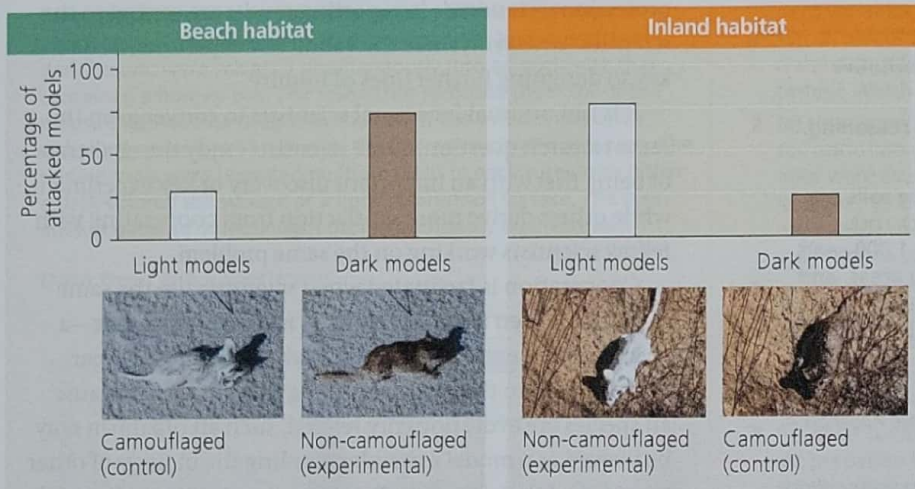 Beach habitat
Inland habitat
Percentage of
attacked models
100
50
0
Light models
Dark models
Light models
Dark models
Camouflaged
(control)
Non-camouflaged
(experimental)
Non-camouflaged
(experimental)
Camouflaged
(control)